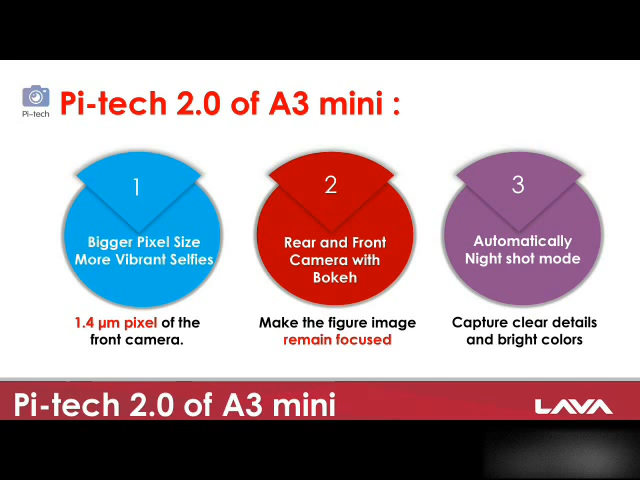 Pi-tech
Pi-tech 2.0 of A3 mini :
1
Bigger Pixel Size
More Vibrant Selfies
1.4 µm pixel of the
front camera.
2
Rear and Front
Camera with
Bokeh
Make the figure image
remain focused
3
Automatically
Night shot mode
Capture clear details
and bright colors
Pi-tech 2.0 of A3 mini
LAVA